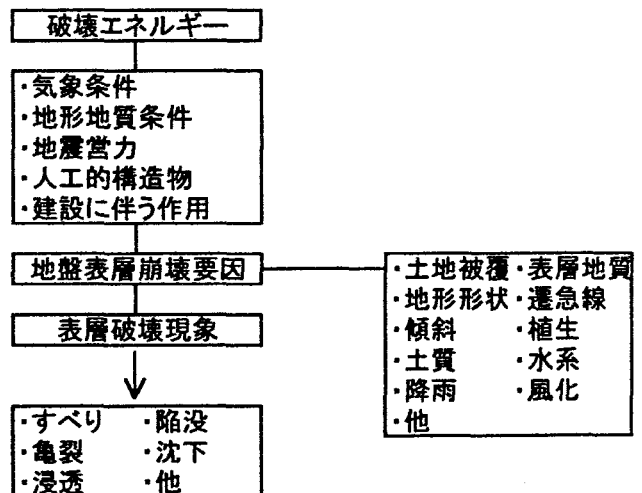 破壊エネルギー
・気象条件
・地形地質条件
・地震営力
・人工的構造物
・建設に伴う作用
地盤表層崩壊要因
・土地被覆・表層地質
・地形形状・遷急線
・傾斜 ・植生
・土質 ・水系
・降雨 ・風化
・他
表層破壊現象
・すべり ・陥没
・亀裂 ・沈下
・浸透 ・他